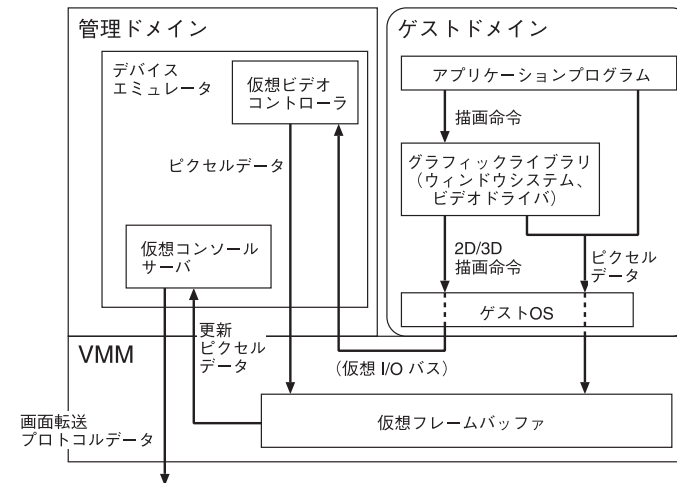 管理ドメイン
デバイス
エミュレータ
仮想ビデオ
コントローラ
ピクセルデータ
仮想コンソール
サーバ
ゲストドメイン
アプリケーションプログラム
描画命令
グラフィックライブラリ
（ウィンドウシステム、
ビデオドライバ）
2D/3D
描画命令
ピクセル
データ
ゲストOS
VMM
更新
ピクセル
データ
（仮想 I/O バス）
仮想フレームバッファ
画面転送
プロトコルデータ